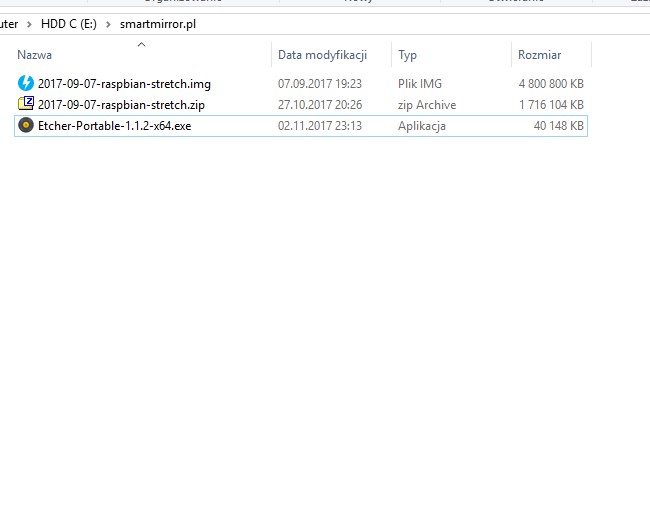 HDD C (E:) > smartmirror.pl
Nazwa Data modyfikacji Typ Rozmiar
2017-09-07-raspbian-stretch.img 07.09.2017 19:23 Plik IMG 4 800 800 KB
2017-09-07-raspbian-stretch.zip 27.10.2017 20:26 zip Archive 1 716 104 KB
Etcher-Portable-1.1.2-x64.exe 02.11.2017 23:13 Aplikacja 40 148 KB